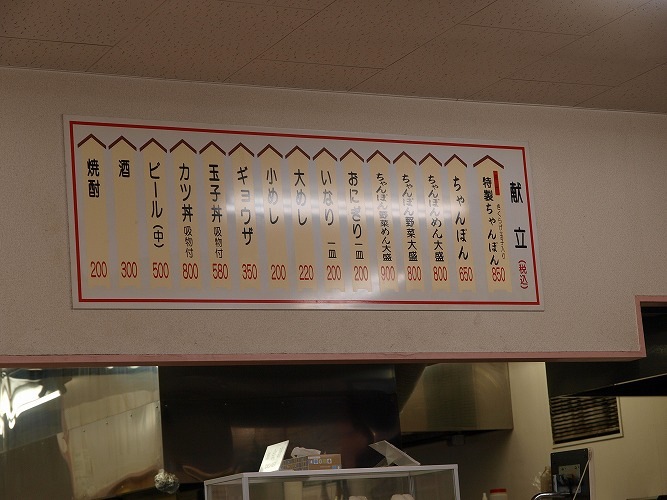 献立(税込)
特製ちゃんぽん 850
ちゃんぽん 650
ちゃんぽんめん大盛 800
ちゃんぽん野菜大盛 800
ちゃんぽん野菜めん大盛 900
おにぎり 一皿 200
いなり 一皿 200
大めし 220
小めし 200
ギョウザ 350
玉子丼 吸物付 580
カツ丼 吸物付 800
ビール(中) 500
酒 300
焼酎 200